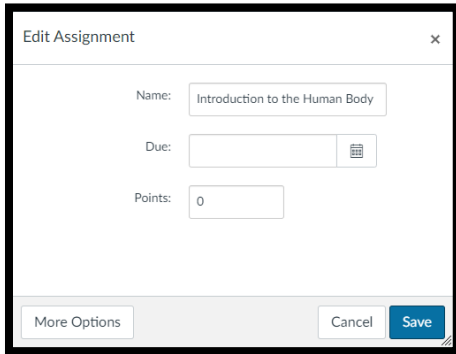 Edit Assignment ×
Name: Introduction to the Human Body
Due:
Points: 0
More Options Cancel Save